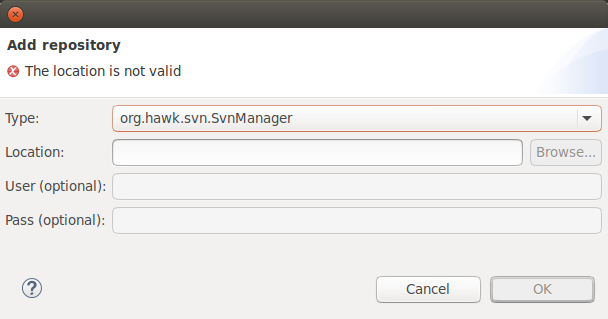 Add repository
The location is not valid
Type: org.hawk.svn.SvnManager
Location: Browse...
User (optional):
Pass (optional):
? Cancel OK